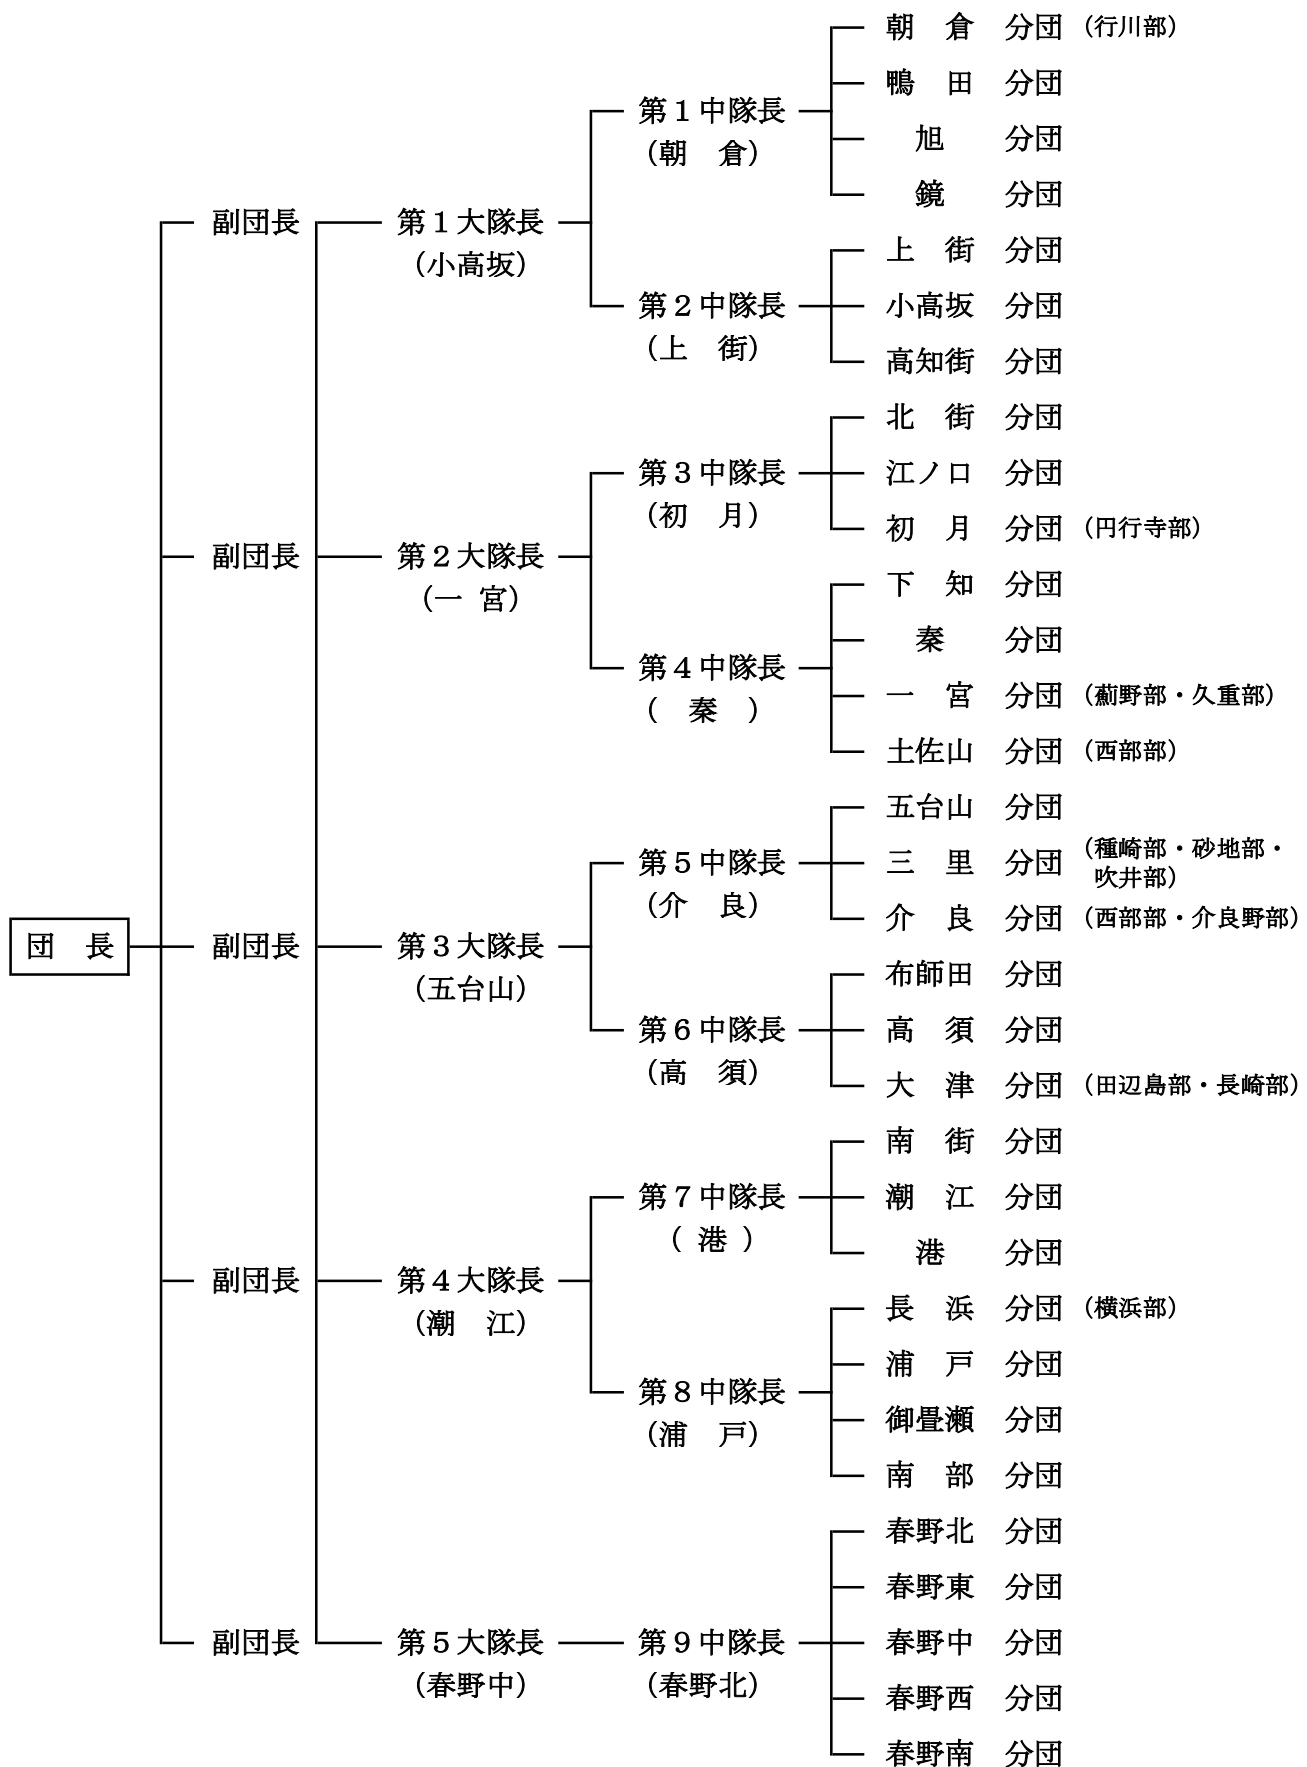 朝　倉　分団（行川部）
鴨　田　分団
第１中隊長
（朝　倉）
旭　　分団
鏡　　分団
副団長　第１大隊長
（小高坂）
上　街　分団
第２中隊長　小高坂　分団
（上　街）
高知街　分団
北　街　分団
第３中隊長　江ノ口　分団
（初　月）
初　月　分団（円行寺部）
副団長　第２大隊長
（一 宮）
下　知　分団
秦　　分団
第４中隊長
（　秦　）
一　宮　分団（薊野部・久重部）
土佐山　分団（西部部）
五台山　分団
第５中隊長　三　里　分団（種崎部・砂地部・
吹井部）
（介　良）
介　良　分団（西部部・介良野部）
団　長　副団長　第３大隊長
（五台山）
布師田　分団
第６中隊長　高　須　分団
（高　須）
大　津　分団（田辺島部・長崎部）
南　街　分団
第７中隊長　潮　江　分団
（ 港 ）
港　　分団
副団長　第４大隊長
（潮　江）
長　浜　分団（横浜部）
浦　戸　分団
第８中隊長
（浦　戸）
御畳瀬　分団
南　部　分団
春野北　分団
春野東　分団
副団長　第５大隊長　第９中隊長　春野中　分団
（春野中）　（春野北）
春野西　分団
春野南　分団